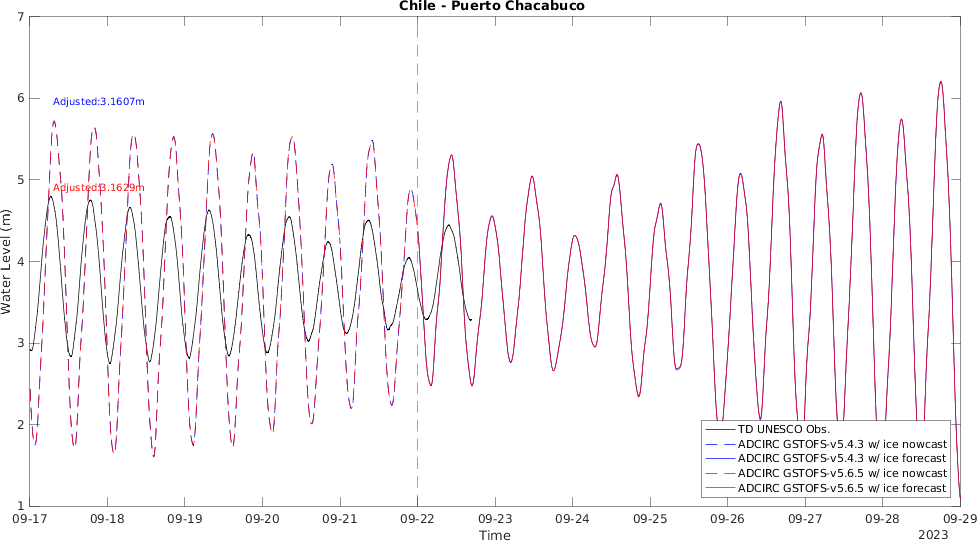 Chile - Puerto Chacabuco
7
6
5
4
3
2
1
Water Level (m)
Adjusted:3.1607m
Adjusted:3.1629m
TD UNESCO Obs.
ADCIRC GSTOFS-v5.4.3 w/ ice nowcast
ADCIRC GSTOFS-v5.4.3 w/ ice forecast
ADCIRC GSTOFS-v5.6.5 w/ ice nowcast
ADCIRC GSTOFS-v5.6.5 w/ ice forecast
09-17 09-18 09-19 09-20 09-21 09-22 09-23 09-24 09-25 09-26 09-27 09-28 09-29
Time
2023